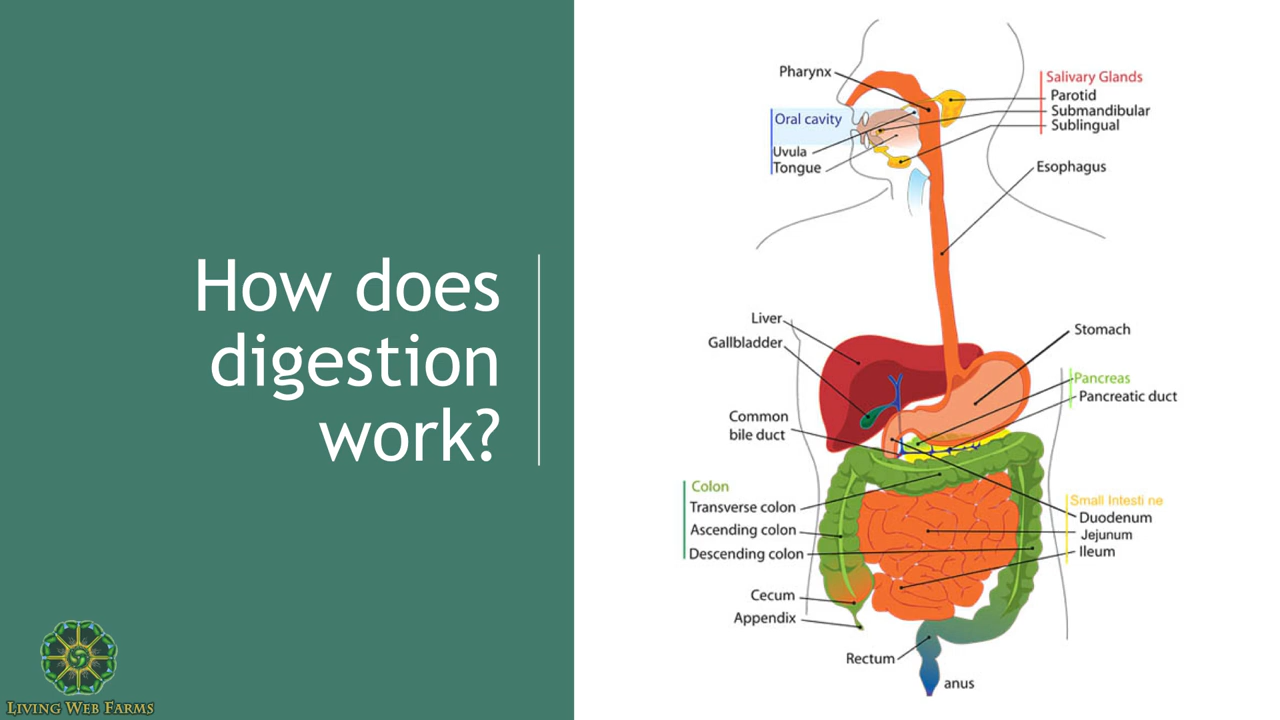 How does
digestion
work?
LIVING WEB FARMS
Pharynx
Oral cavity
Uvula
Tongue
Salivary Glands
Parotid
Submandibular
Sublingual
Esophagus
Liver
Gallbladder
Common
bile duct
Stomach
Pancreas
Pancreatic duct
Colon
Transverse colon
Ascending colon
Descending colon
Cecum
Appendix
Small Intesti ne
Duodenum
Jejunum
Ileum
Rectum
anus